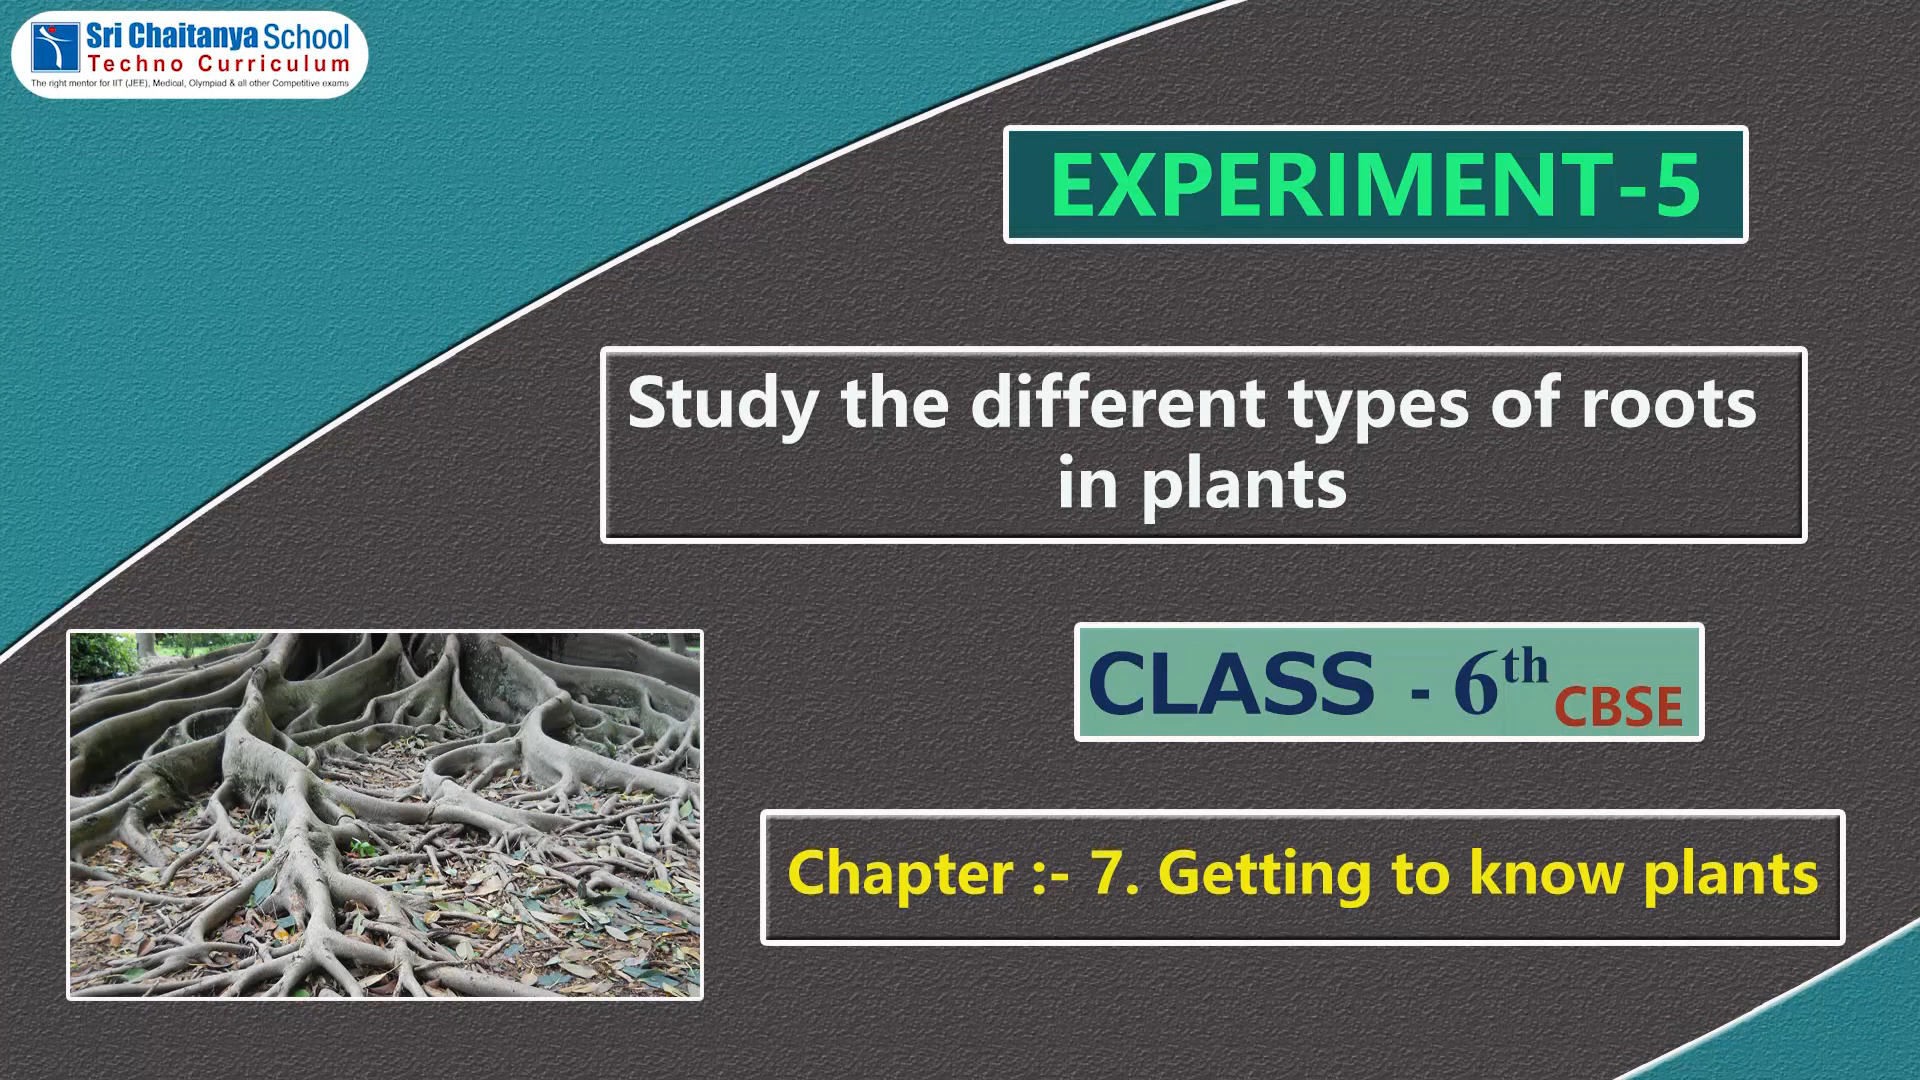 Sri Chaitanya School
Techno Curriculum
The right mentor for IIT (JEE), Medical, Olympiad & all other Competitive exams
EXPERIMENT-5
Study the different types of roots
in plants
CLASS - 6th CBSE
Chapter :- 7. Getting to know plants